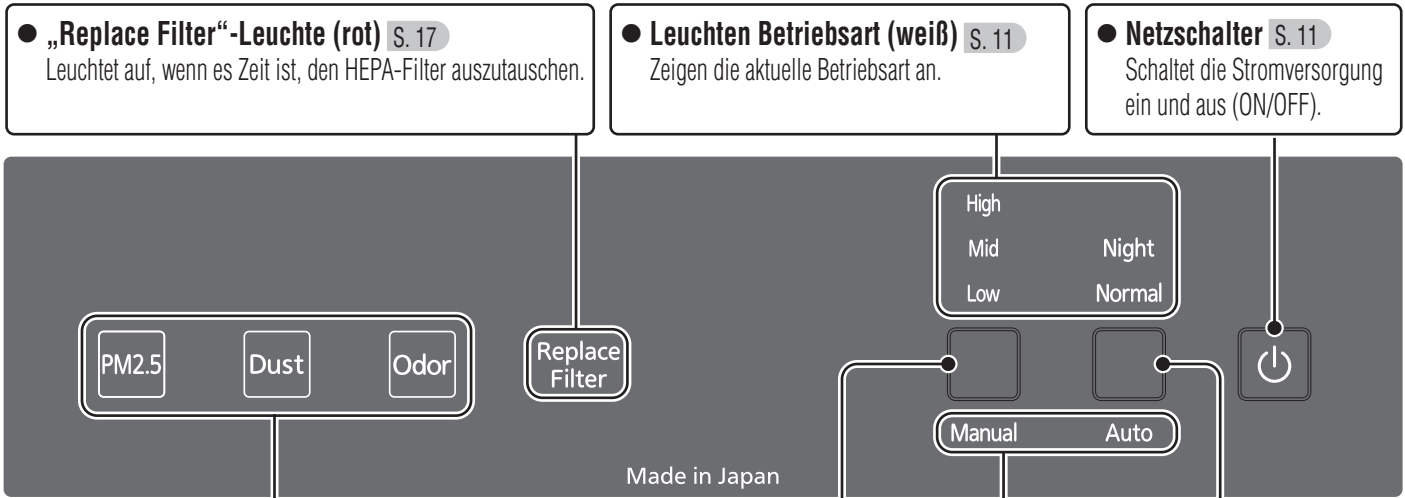 ● „Replace Filter“-Leuchte (rot) S. 17
Leuchtet auf, wenn es Zeit ist, den HEPA-Filter auszutauschen.
● Leuchten Betriebsart (weiß) S. 11
Zeigen die aktuelle Betriebsart an.
● Netzschalter S. 11
Schaltet die Stromversorgung
ein und aus (ON/OFF).
High
Mid Night
Low Normal
PM2.5 Dust Odor
Replace
Filter
Manual Auto
Made in Japan